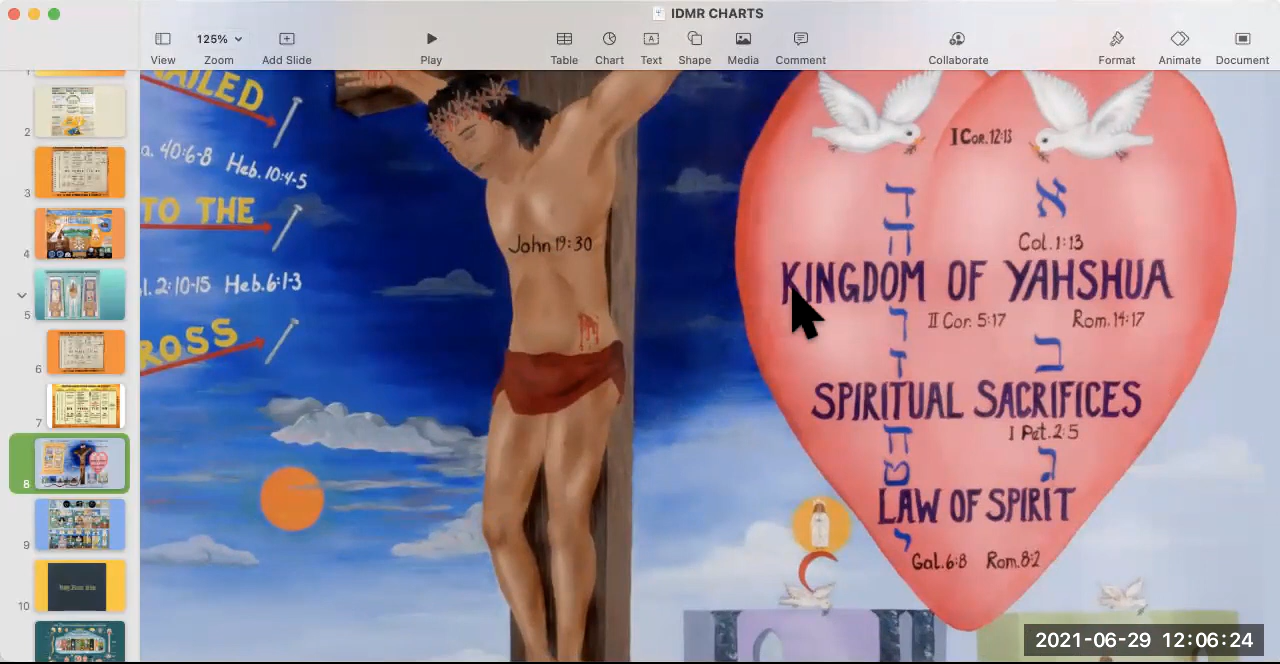 IDMR CHARTS
125%
View
Zoom
Add Slide
Play
Table
Chart
Text
Shape
Media
Comment
Collaborate
Format
Animate
Document
2
3
4
5
6
7
8
9
10
NAILED
a. 40:6-8 Heb. 10:4-5
TO THE
l. 2:10-15 Heb. 6:1-3
ROSS
John 19:30
I Cor. 12:13
א
Col. 1:13
KINGDOM OF YAHSHUA
II Cor. 5:17 Rom. 14:17
ב
SPIRITUAL SACRIFICES
I Pet. 2:5
ג
LAW OF SPIRIT
Gal. 6:8 Rom. 8:2
ד
ה
ו
ז
ח
ט
י
2021-06-29 12:06:24